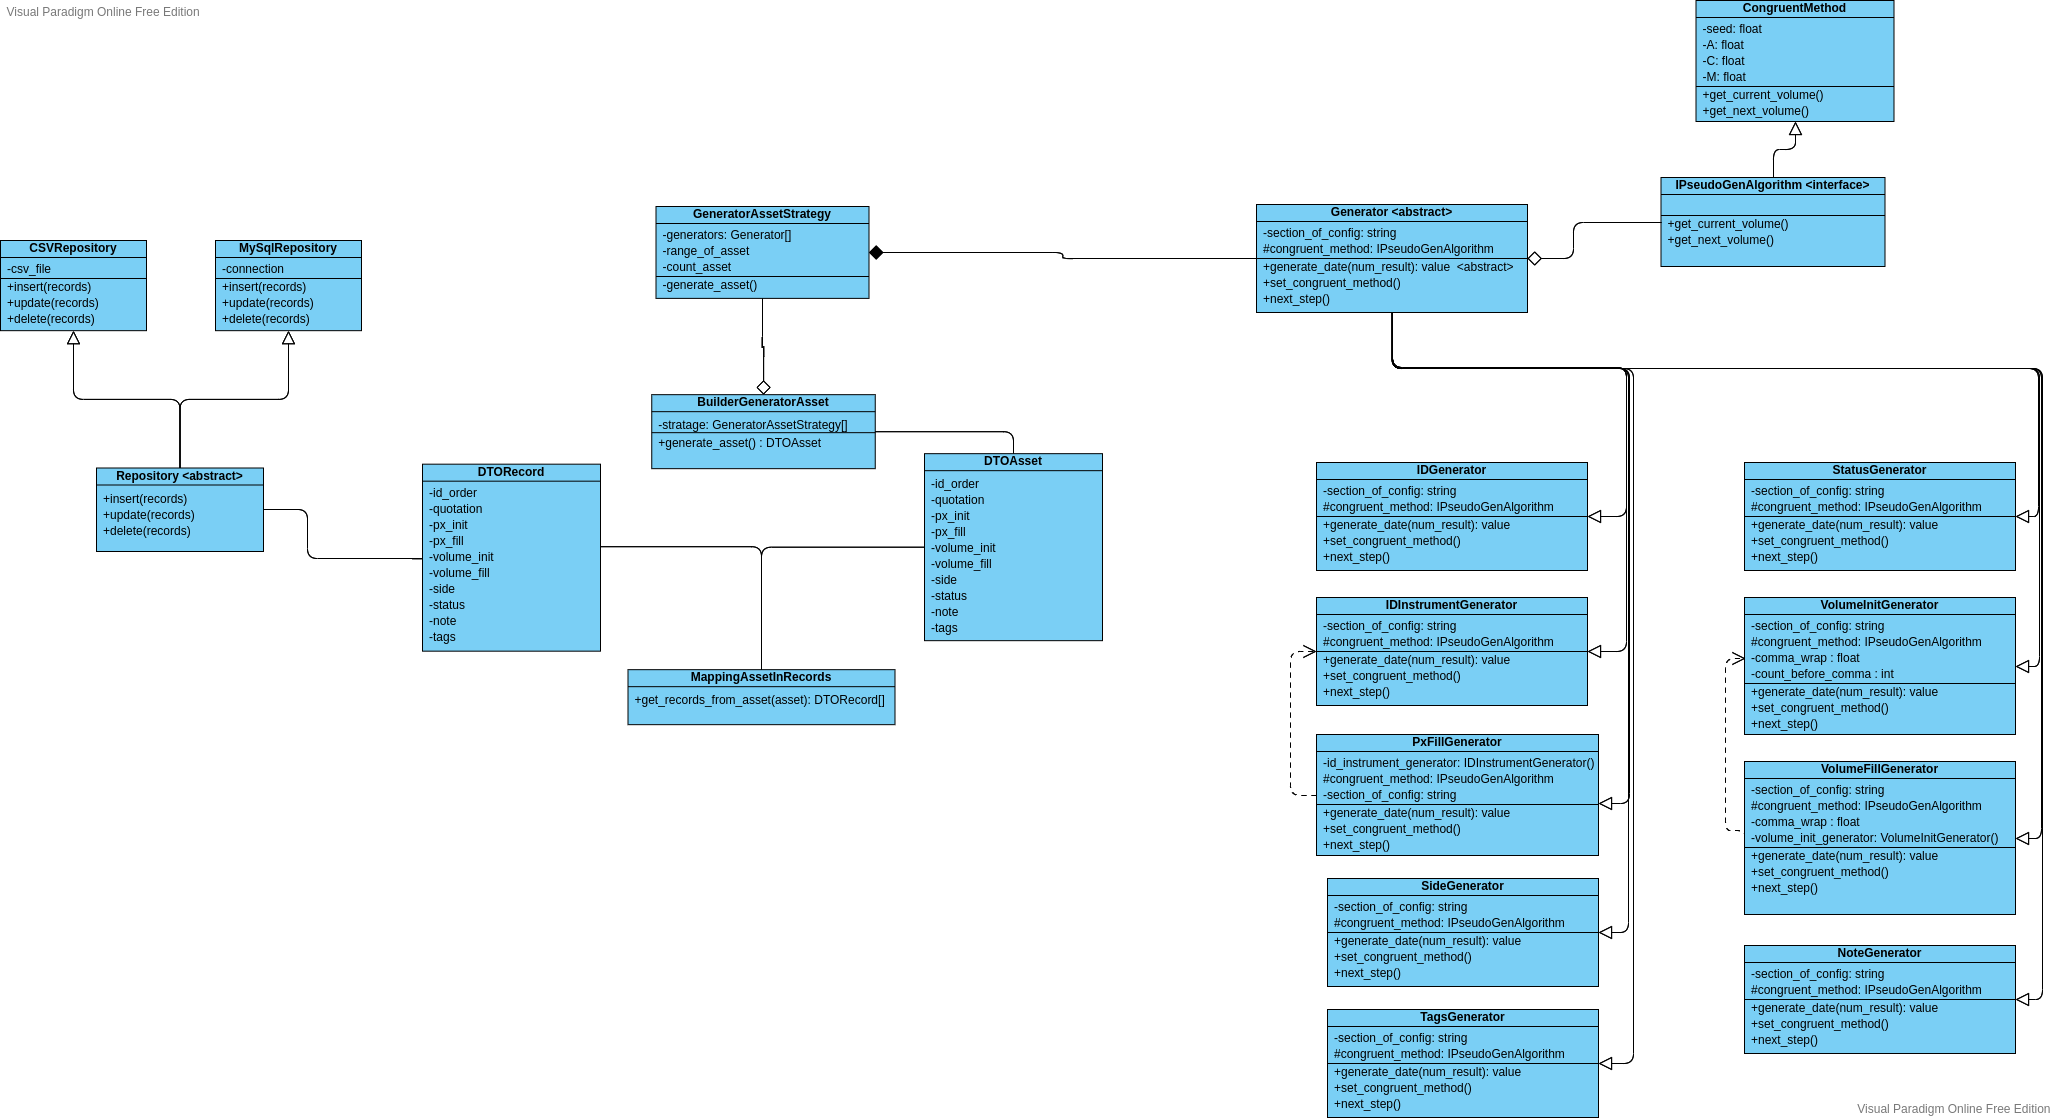 Visual Paradigm Online Free Edition
CongruentMethod
-seed: float
-A: float
-C: float
-M: float
+get_current_volume()
+get_next_volume()
IPseudoGenAlgorithm <interface>
+get_current_volume()
+get_next_volume()
Generator <abstract>
-section_of_config: string
#congruent_method: IPseudoGenAlgorithm
+generate_date(num_result): value <abstract>
+set_congruent_method()
+next_step()
GeneratorAssetStrategy
-generators: Generator[]
-range_of_asset
-count_asset
-generate_asset()
CSVRepository
-csv_file
+insert(records)
+update(records)
+delete(records)
MySqlRepository
-connection
+insert(records)
+update(records)
+delete(records)
BuilderGeneratorAsset
-stratage: GeneratorAssetStrategy[]
+generate_asset() : DTOAsset
Repository <abstract>
+insert(records)
+update(records)
+delete(records)
DTORecord
-id_order
-quotation
-px_init
-px_fill
-volume_init
-volume_fill
-side
-status
-note
-tags
DTOAsset
-id_order
-quotation
-px_init
-px_fill
-volume_init
-volume_fill
-side
-status
-note
-tags
MappingAssetInRecords
+get_records_from_asset(asset): DTORecord[]
IDGenerator
-section_of_config: string
#congruent_method: IPseudoGenAlgorithm
+generate_date(num_result): value
+set_congruent_method()
+next_step()
IDInstrumentGenerator
-section_of_config: string
#congruent_method: IPseudoGenAlgorithm
+generate_date(num_result): value
+set_congruent_method()
+next_step()
PxFillGenerator
-id_instrument_generator: IDInstrumentGenerator()
#congruent_method: IPseudoGenAlgorithm
-section_of_config: string
+generate_date(num_result): value
+set_congruent_method()
+next_step()
SideGenerator
-section_of_config: string
#congruent_method: IPseudoGenAlgorithm
+generate_date(num_result): value
+set_congruent_method()
+next_step()
TagsGenerator
-section_of_config: string
#congruent_method: IPseudoGenAlgorithm
+generate_date(num_result): value
+set_congruent_method()
+next_step()
StatusGenerator
-section_of_config: string
#congruent_method: IPseudoGenAlgorithm
+generate_date(num_result): value
+set_congruent_method()
+next_step()
VolumeInitGenerator
-section_of_config: string
#congruent_method: IPseudoGenAlgorithm
-comma_wrap : float
-count_before_comma : int
+generate_date(num_result): value
+set_congruent_method()
+next_step()
VolumeFillGenerator
-section_of_config: string
#congruent_method: IPseudoGenAlgorithm
-comma_wrap : float
-volume_init_generator: VolumeInitGenerator()
+generate_date(num_result): value
+set_congruent_method()
+next_step()
NoteGenerator
-section_of_config: string
#congruent_method: IPseudoGenAlgorithm
+generate_date(num_result): value
+set_congruent_method()
+next_step()
Visual Paradigm Online Free Edition